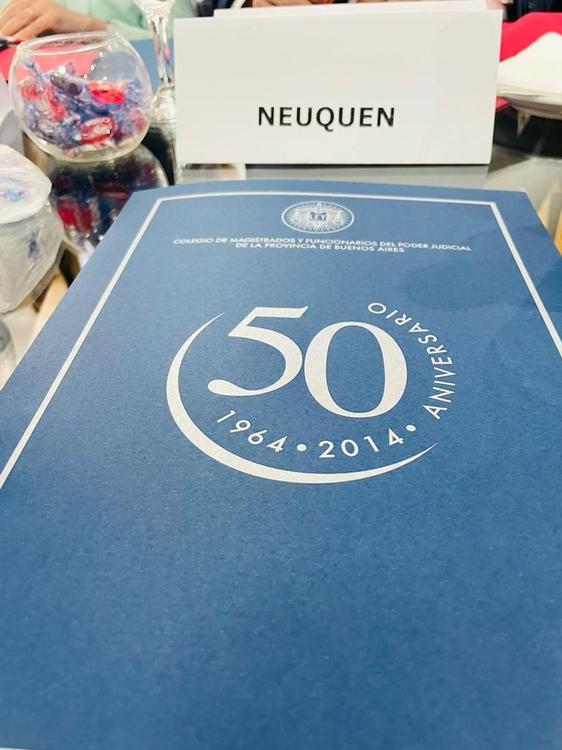 NEUQUEN
COLEGIO DE MAGISTRADOS Y FUNCIONARIOS DEL PODER JUDICIAL
DE LA PROVINCIA DE BUENOS AIRES
50
1964 • 2014 • ANIVERSARIO